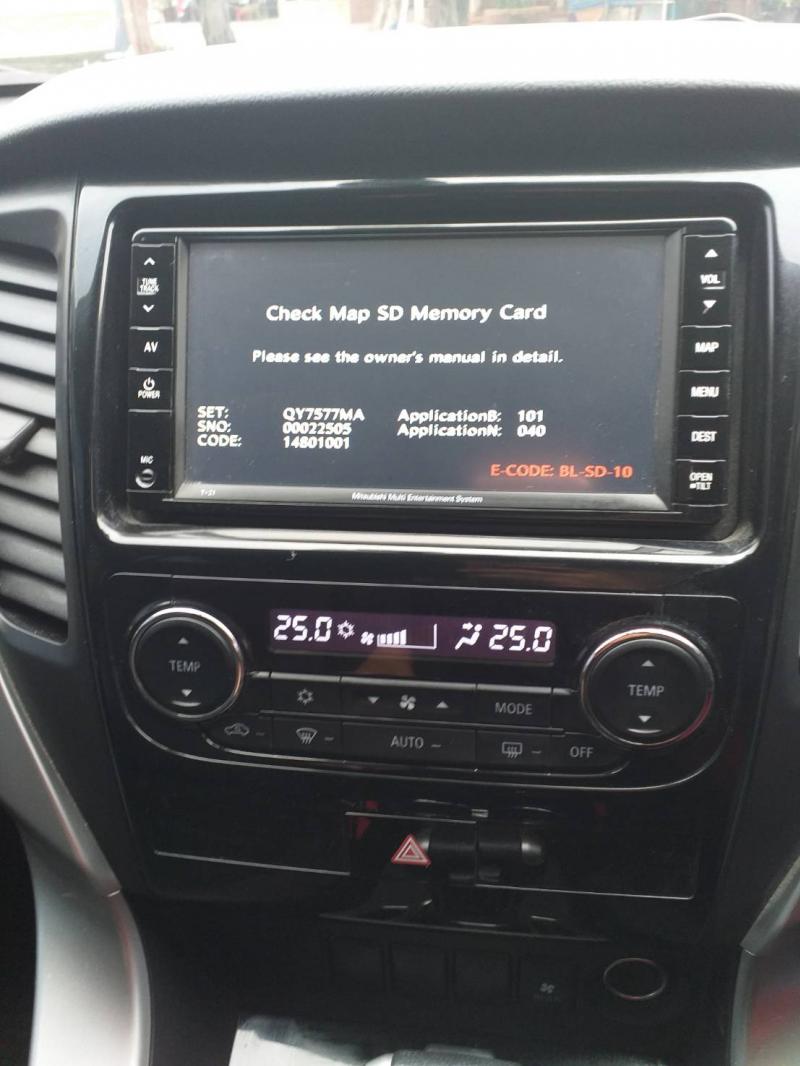 Check Map SD Memory Card
Please see the owner's manual in detail.
SET: QY7577MA ApplicationB: 101
SNO: 00022505 ApplicationN: 040
CODE: 14801001
E-CODE: BL-SD-10
Mitsubishi Multi Entertainment System
TUNE
TRACK
AV
POWER
MIC
VOL
MAP
MENU
DEST
OPEN
TILT
25.0 25.0
TEMP
TEMP
MODE
AUTO
OFF